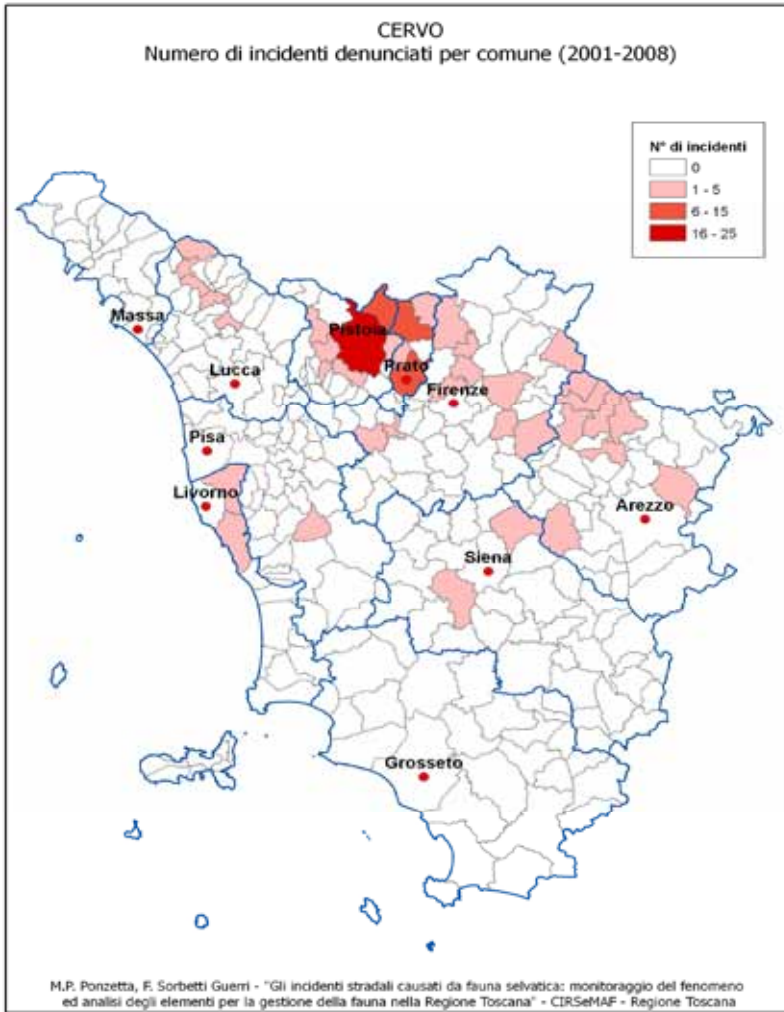 CERVO
Numero di incidenti denunciati per comune (2001-2008)
N° di incidenti
0
1 - 5
6 - 15
16 - 25
Massa
Pistoia
Lucca
Prato
Firenze
Pisa
Livorno
Arezzo
Siena
Grosseto
M.P. Ponzetta, F. Sorbetti Guerri - "Gli incidenti stradali causati da fauna selvatica: monitoraggio del fenomeno
ed analisi degli elementi per la gestione della fauna nella Regione Toscana" - CIRSeMAF - Regione Toscana